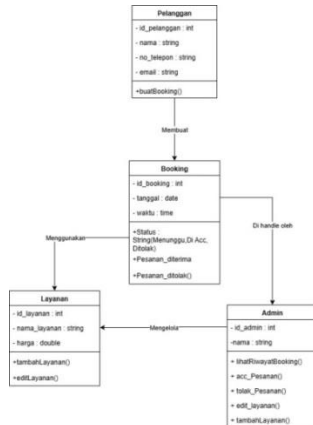 Pelanggan
- id_pelanggan : int
- nama : string
- no_telepon : string
- email : string
+buatBooking()
Membuat
Booking
- id_booking : int
- tanggal : date
- waktu : time
+Status :
String(Menunggu,Di Acc,
Ditolak)
+Pesanan_diterima
+Pesanan_ditolak()
Menggunakan
Di handle oleh
Layanan
- id_layanan : int
- nama_layanan : string
- harga : double
+tambahLayanan()
+editLayanan()
Mengelola
Admin
- id_admin : int
-nama : string
+ lihatRiwayatBooking()
+ acc_Pesanan()
+ tolak_Pesanan()
+ edit_layanan()
+ tambahLayanan()